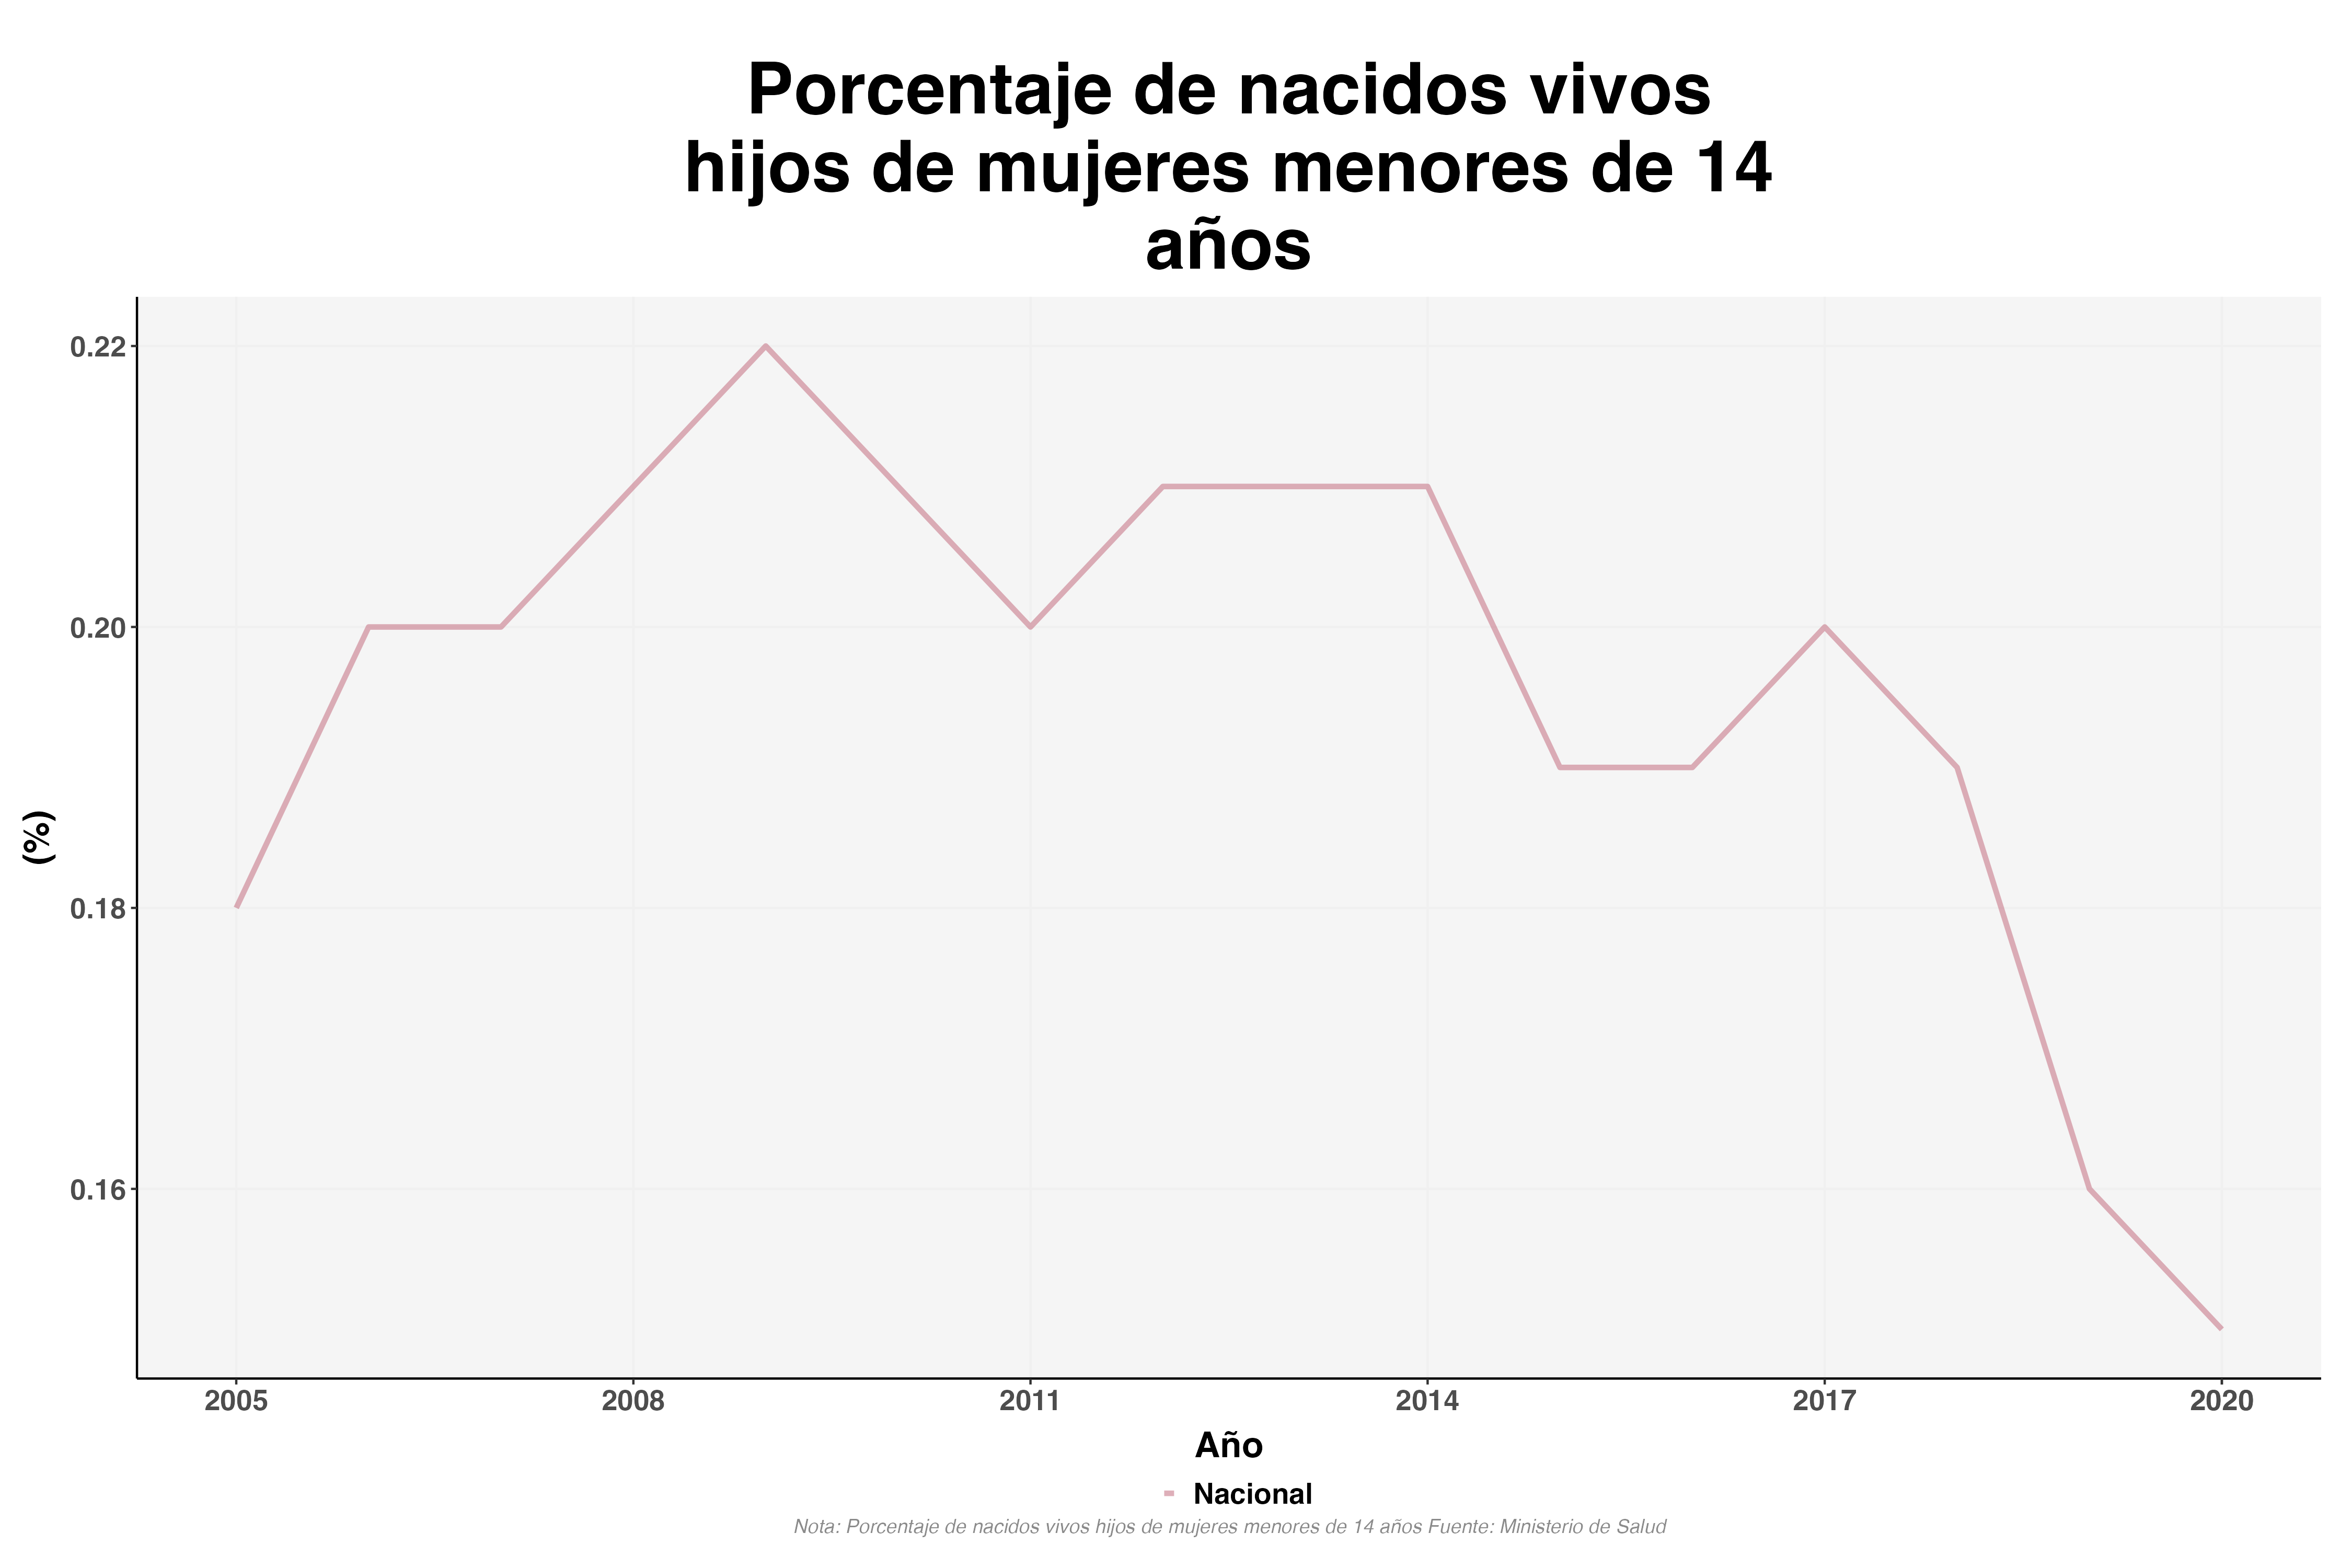 Porcentaje de nacidos vivos
hijos de mujeres menores de 14
años
(%)
0.22
0.20
0.18
0.16
2005 2008 2011 2014 2017 2020
Año
Nacional
Nota: Porcentaje de nacidos vivos hijos de mujeres menores de 14 años Fuente: Ministerio de Salud